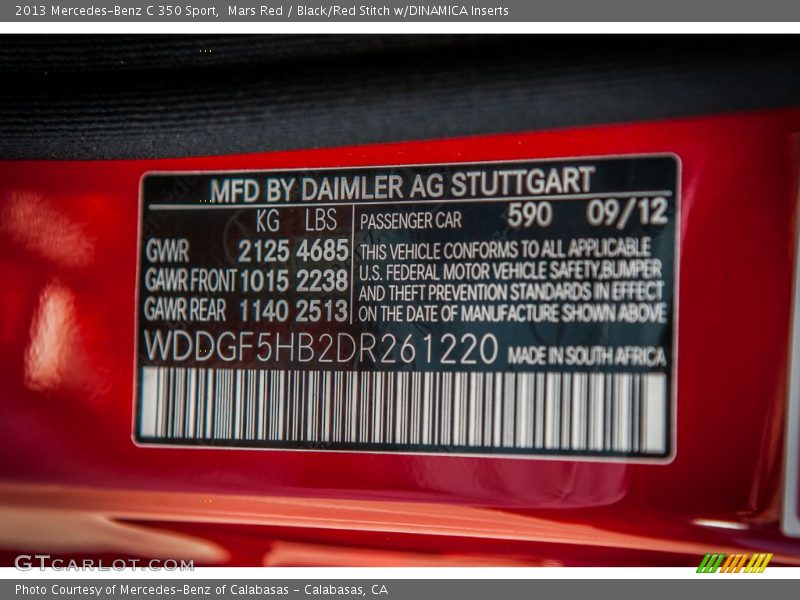 2013 Mercedes-Benz C 350 Sport, Mars Red / Black/Red Stitch w/DINAMICA Inserts
MFD BY DAIMLER AG STUTTGART
KG LBS PASSENGER CAR 590 09/12
GWR 2125 4685 THIS VEHICLE CONFORMS TO ALL APPLICABLE
GAWR FRONT 1015 2238 U.S. FEDERAL MOTOR VEHICLE SAFETY, BUMPER
AND THEFT PREVENTION STANDARDS IN EFFECT
GAWR REAR 1140 2513 ON THE DATE OF MANUFACTURE SHOWN ABOVE
WDDGF5HB2DR261220 MADE IN SOUTH AFRICA
GTCARLOT.COM
Photo Courtesy of Mercedes-Benz of Calabasas - Calabasas, CA